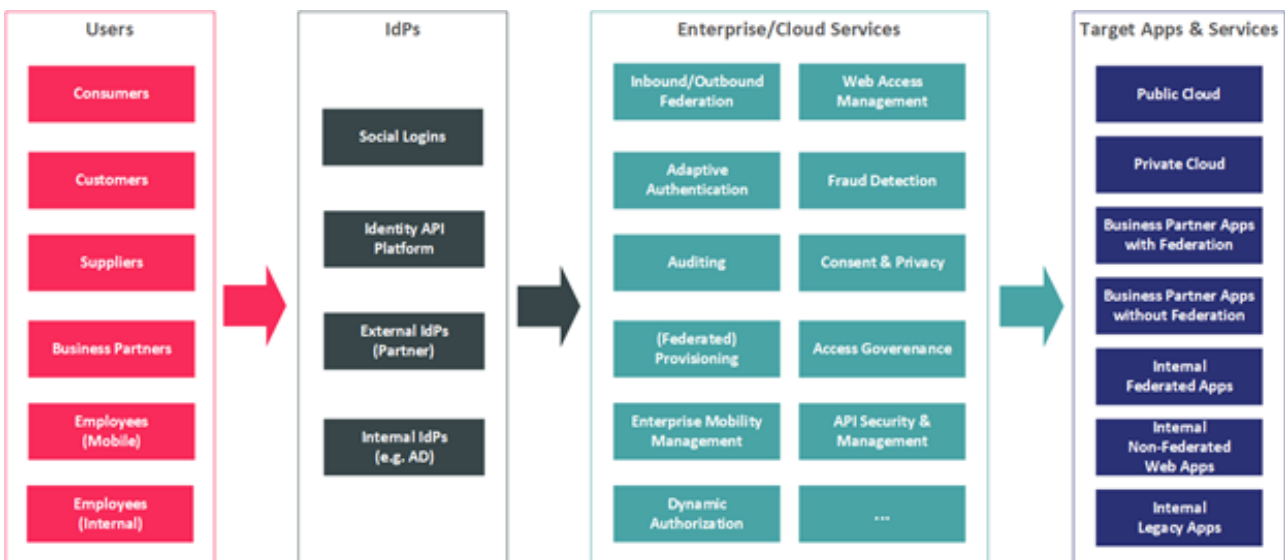 Users
Consumers
Customers
Suppliers
Business Partners
Employees
(Mobile)
Employees
(Internal)
IdPs
Social Logins
Identity API
Platform
External IdPs
(Partner)
Internal IdPs
(e.g. AD)
Enterprise/Cloud Services
Inbound/Outbound
Federation
Web Access
Management
Adaptive
Authentication
Fraud Detection
Auditing
Consent & Privacy
(Federated)
Provisioning
Access Goverenance
Enterprise Mobility
Management
API Security &
Management
Dynamic
Authorization
...
Target Apps & Services
Public Cloud
Private Cloud
Business Partner Apps
with Federation
Business Partner Apps
without Federation
Internal
Federated Apps
Internal
Non-Federated
Web Apps
Internal
Legacy Apps